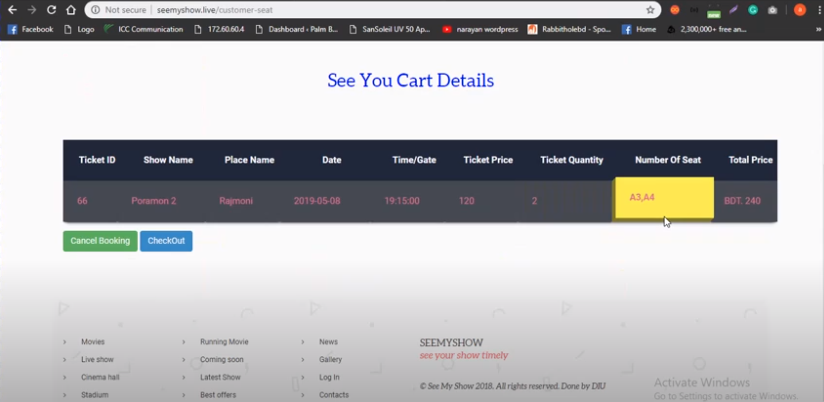 Not secure | seemyshow.live/customer-seat
Facebook Logo ICC Communication 172.60.60.4 Dashboard ‹ Palm B... SanSoleil UV 50 Ap... narayan wordpress Rabbitholebd - Spo... Home 2,300,000+ free an... »
See You Cart Details
Ticket ID Show Name Place Name Date Time/Gate Ticket Price Ticket Quantity Number Of Seat Total Price
66 Poramon 2 Rajmoni 2019-05-08 19:15:00 120 2 A3,A4 BDT. 240
Cancel Booking CheckOut
Movies
Live show
Cinema hall
Stadium
Running Movie
Coming soon
Latest Show
Best offers
News
Gallery
Log In
Contacts
SEEMYSHOW
see your show timely
© See My Show 2018. All rights reserved. Done by DIU
Activate Windows
Go to Settings to activate Windows.